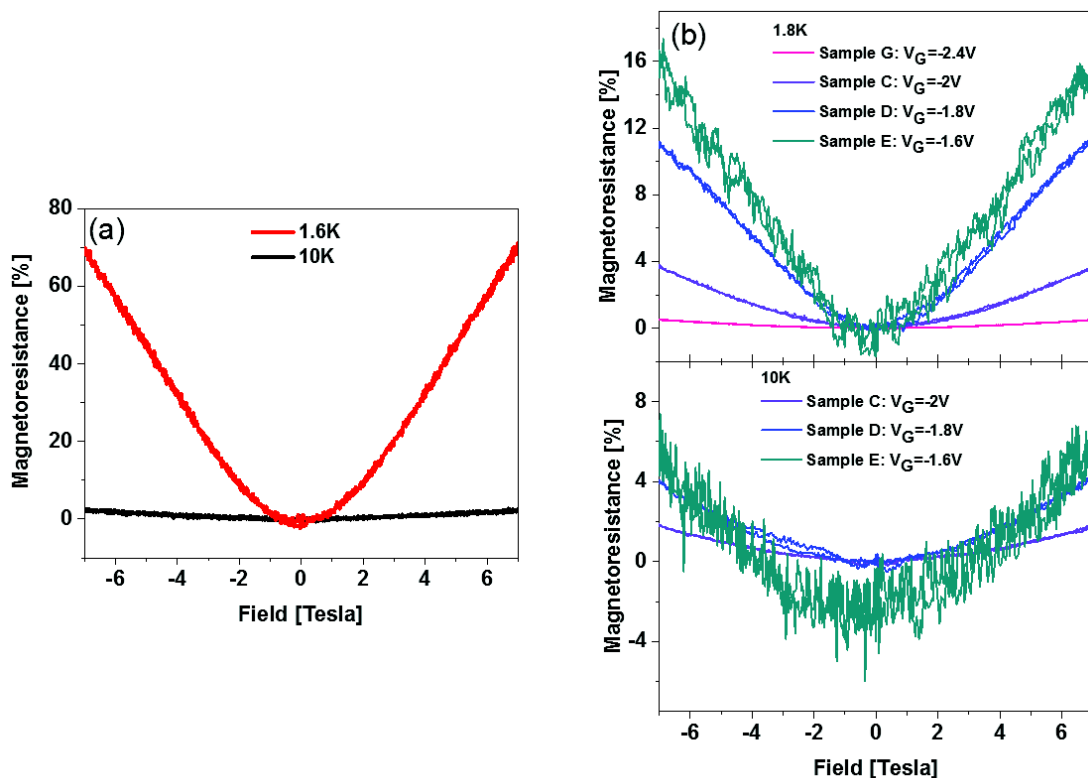 (a)
1.6K
10K
Magnetoresistance [%]
80
60
40
20
0
-6 -4 -2 0 2 4 6
Field [Tesla]
(b)
1.8K
Sample G: VG=-2.4V
Sample C: VG=-2V
Sample D: VG=-1.8V
Sample E: VG=-1.6V
Magnetoresistance [%]
16
12
8
4
0
10K
Sample C: VG=-2V
Sample D: VG=-1.8V
Sample E: VG=-1.6V
Magnetoresistance [%]
8
4
0
-4
-6 -4 -2 0 2 4 6
Field [Tesla]